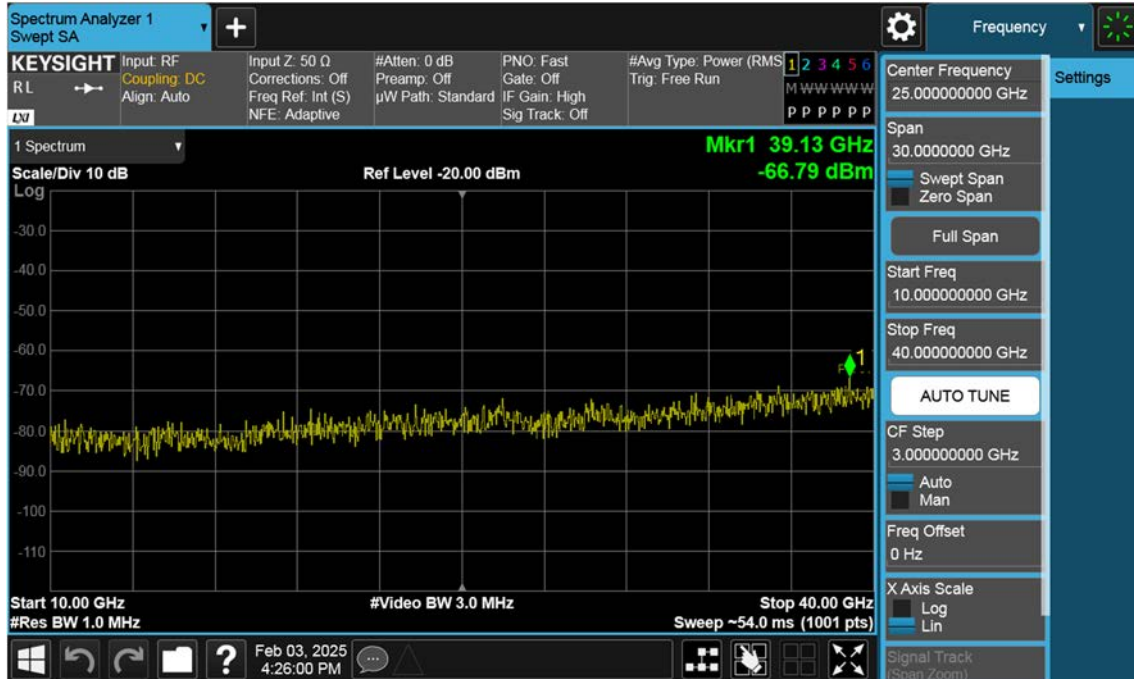 Spectrum Analyzer 1
Swept SA
Frequency
KEYSIGHT
R L
LXI
Input: RF
Coupling: DC
Align: Auto
Input Z: 50 Ω
Corrections: Off
Freq Ref: Int (S)
NFE: Adaptive
#Atten: 0 dB
Preamp: Off
µW Path: Standard
PNO: Fast
Gate: Off
IF Gain: High
Sig Track: Off
#Avg Type: Power (RMS
Trig: Free Run
1 2 3 4 5 6
M W W W W W
P P P P P P
1 Spectrum
Mkr1 39.13 GHz
Scale/Div 10 dB
Ref Level -20.00 dBm
-66.79 dBm
Log
-30.0
-40.0
-50.0
-60.0
-70.0
-80.0
-90.0
-100
-110
1
Start 10.00 GHz
#Video BW 3.0 MHz
Stop 40.00 GHz
#Res BW 1.0 MHz
Sweep ~54.0 ms (1001 pts)
?
Feb 03, 2025
4:26:00 PM
Center Frequency
25.000000000 GHz
Settings
Span
30.0000000 GHz
Swept Span
Zero Span
Full Span
Start Freq
10.000000000 GHz
Stop Freq
40.000000000 GHz
AUTO TUNE
CF Step
3.000000000 GHz
Auto
Man
Freq Offset
0 Hz
X Axis Scale
Log
Lin
Signal Track
(Span Zoom)